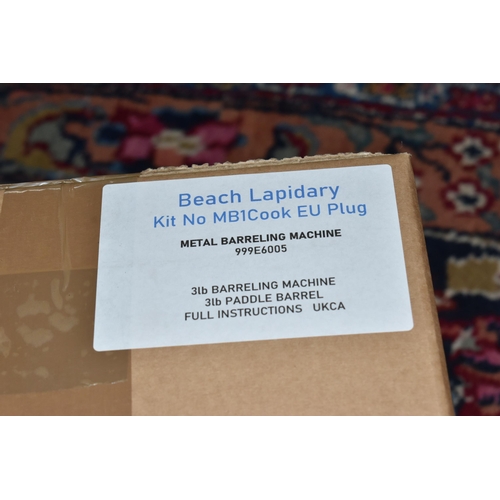 Beach Lapidary
Kit No MB1Cook EU Plug
METAL BARRELING MACHINE
999E6005
3lb BARRELING MACHINE
3lb PADDLE BARREL
FULL INSTRUCTIONS UKCA